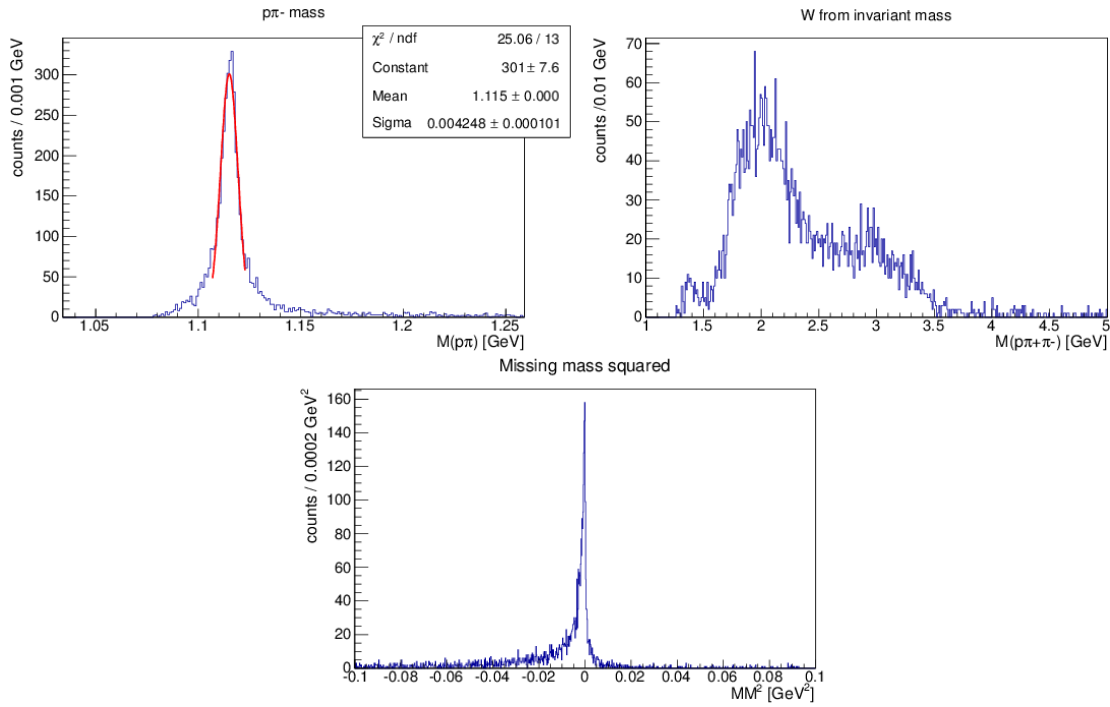 pπ- mass
χ² / ndf 25.06 / 13
Constant 301± 7.6
Mean 1.115 ± 0.000
Sigma 0.004248 ± 0.000101
counts / 0.001 GeV
300
250
200
150
100
50
0
1.05 1.1 1.15 1.2 1.25
M(pπ) [GeV]
W from invariant mass
counts/0.01 GeV
70
60
50
40
30
20
10
0
1 1.5 2 2.5 3 3.5 4 4.5 5
M(pπ+π-) [GeV]
Missing mass squared
counts / 0.0002 GeV²
160
140
120
100
80
60
40
20
0
-0.1 -0.08 -0.06 -0.04 -0.02 0 0.02 0.04 0.06 0.08 0.1
MM² [GeV²]